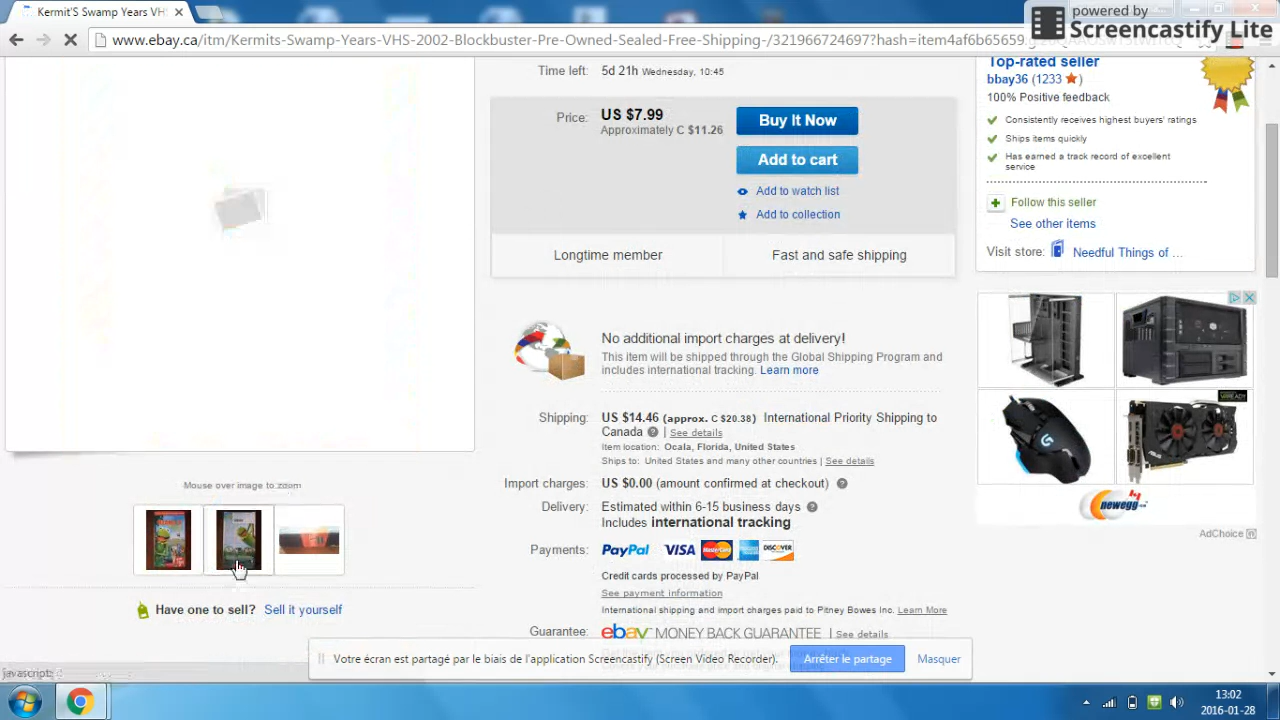 Kermit'S Swamp Years VH
powered by
Screencastify Lite
www.ebay.ca/itm/Kermits-Swamp
owned-Sealed-Free-Shipping-/321966724697?hash=item4af6b65659
Time left: 5d 21h Wednesday, 10:45
Price: US $7.99
Approximately C $11.26
Buy It Now
Add to cart
Add to watch list
Add to collection
Longtime member
Fast and safe shipping
Top-rated seller
bbay36 (1233 )
100% Positive feedback
Consistently receives highest buyers' ratings
Ships items quickly
Has earned a track record of excellent
service
Follow this seller
See other items
Visit store: Needful Things of ...
No additional import charges at delivery!
This item will be shipped through the Global Shipping Program and
includes international tracking. Learn more
Shipping: US $14.46 (approx. C $20.38) International Priority Shipping to
Canada | See details
Item location: Ocala, Florida, United States
Ships to: United States and many other countries | See details
Import charges: US $0.00 (amount confirmed at checkout)
Delivery: Estimated within 6-15 business days
Includes international tracking
Payments: PayPal VISA MasterCard DISCOVER
Credit cards processed by PayPal
See payment information
International shipping and import charges paid to Pitney Bowes Inc. Learn More
Guarantee: ebay MONEY BACK GUARANTEE | See details
newegg.com
AdChoice
Mouse over image to zoom
Have one to sell? Sell it yourself
Votre écran est partagé par le biais de l'application Screencastify (Screen Video Recorder).
Arrêter le partage
Masquer
javascript:;
13:02
2016-01-28